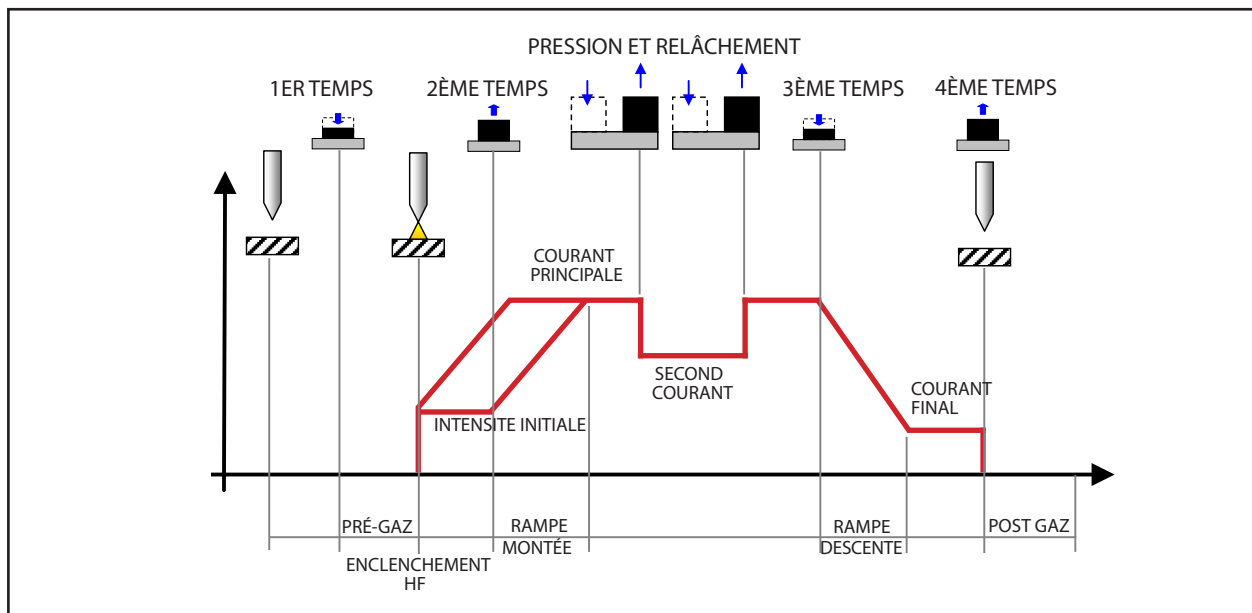 PRESSION ET RELÂCHEMENT
1ER TEMPS
2ÈME TEMPS
3ÈME TEMPS
4ÈME TEMPS
COURANT
PRINCIPALE
SECOND
COURANT
COURANT
FINAL
INTENSITE INITIALE
PRÉ-GAZ
RAMPE
MONTÉE
RAMPE
DESCENTE
POST GAZ
ENCLENCHEMENT
HF